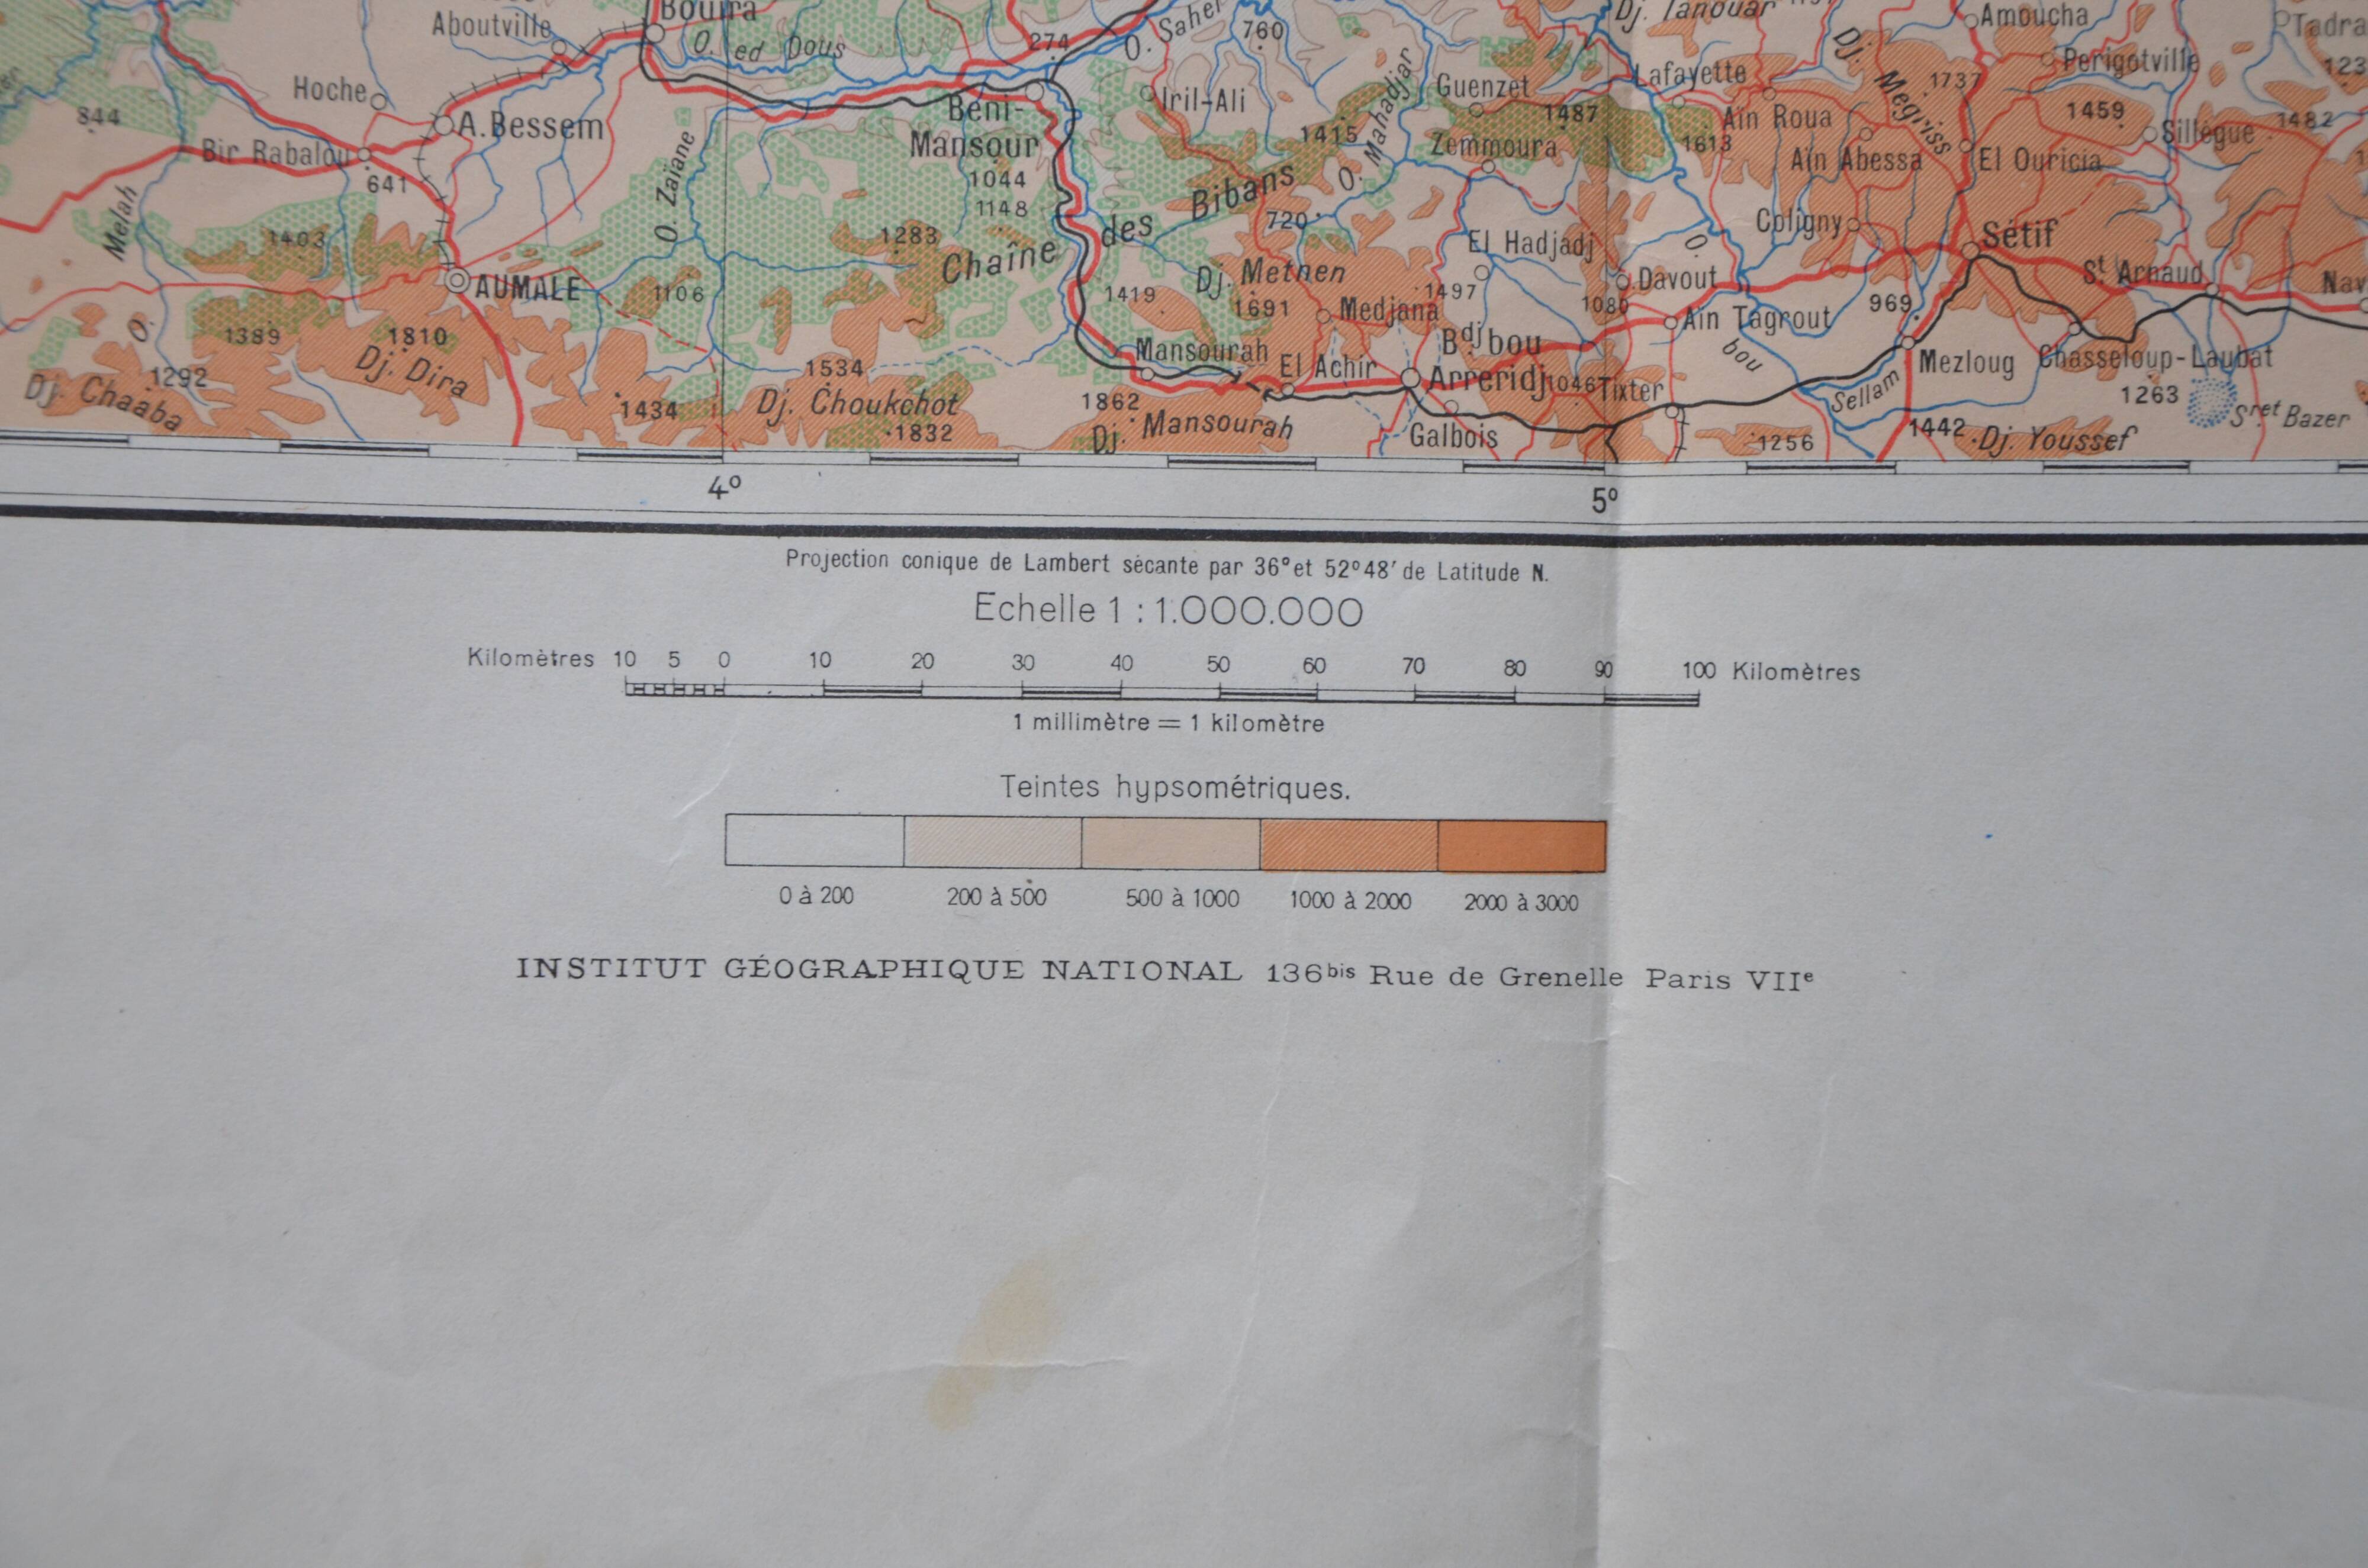 Bouira
Aboutville
O. ed Dous
274
O. Sahel
760
Dj. Tanouar
Amoucha
Tadra
Hoche
Iril-Ali
O. Mahadjar
Guenzet
Lafayette
Dj. Megriss
1737
Perigotville
123
844
A. Bessem
Beni-
Mansour
1487
Aïn Roua
1459
Sillègue
1482
Bir Rabalou
1415
Zemmoura
1613
Aïn Abessa
El Ouricia
641
O. Zaïane
1044
1148
Chaîne des Bibans
720
Coligny
Sétif
O. Melah
1403
1283
El Hadjadj
Davout
St Arnaud
Nav
AUMALE
1106
1419
Dj. Metnen
1691
Medjana
1497
1080
Aïn Tagrout
969
1389
1810
Dj. Dira
Mansourah
El Achir
Bdj bou
Arreridj
1046
Tixter
O. bou Sellam
Mezloug
Chasseloup-Laubat
Dj. Chaaba
1292
1534
1434
Dj. Choukchot
1832
1862
Dj. Mansourah
Galbois
1263
Sret Bazer
1256
1442
Dj. Youssef
4°
5°
Projection conique de Lambert sécante par 36° et 52°48' de Latitude N.
Echelle 1 : 1.000.000
Kilomètres 10 5 0 10 20 30 40 50 60 70 80 90 100 Kilomètres
1 millimètre = 1 kilomètre
Teintes hypsométriques.
0 à 200 200 à 500 500 à 1000 1000 à 2000 2000 à 3000
INSTITUT GÉOGRAPHIQUE NATIONAL 136bis Rue de Grenelle Paris VIIe